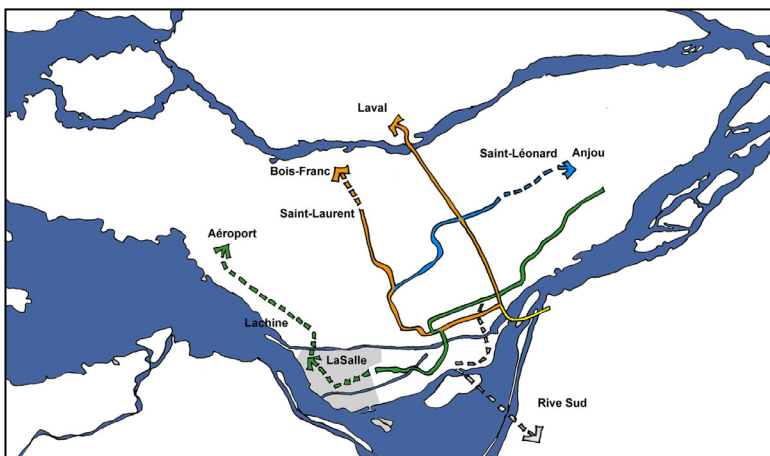 Laval
Saint-Léonard Anjou
Bois-Franc
Saint-Laurent
Aéroport
Lachine
LaSalle
Rive Sud